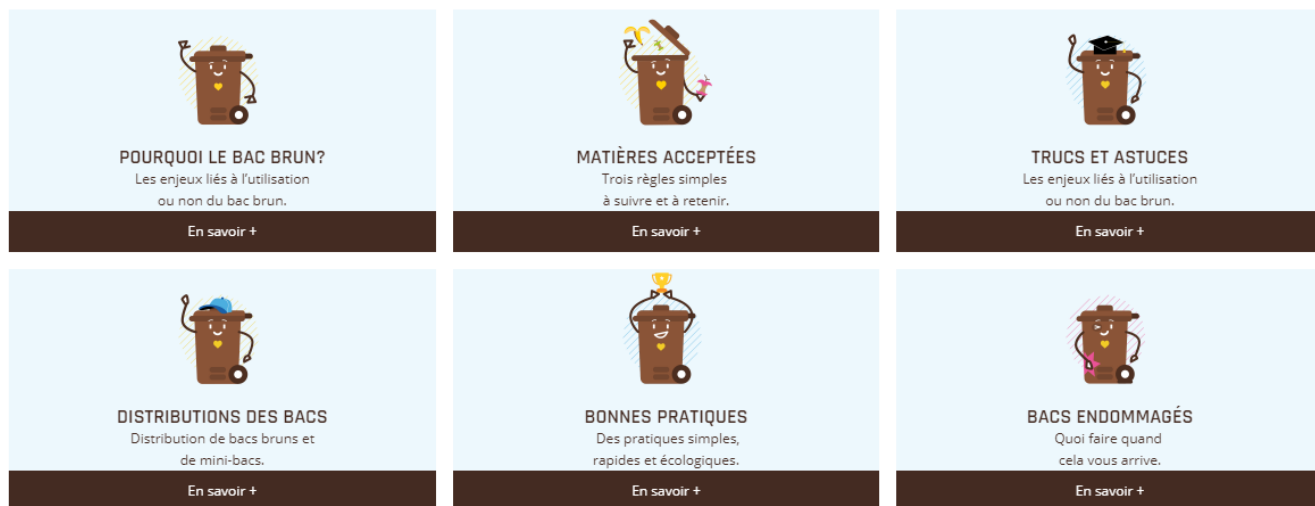 POURQUOI LE BAC BRUN?
Les enjeux liés à l'utilisation
ou non du bac brun.
En savoir +
MATIÈRES ACCEPTÉES
Trois règles simples
à suivre et à retenir.
En savoir +
TRUCS ET ASTUCES
Les enjeux liés à l'utilisation
ou non du bac brun.
En savoir +
DISTRIBUTIONS DES BACS
Distribution de bacs bruns et
de mini-bacs.
En savoir +
BONNES PRATIQUES
Des pratiques simples,
rapides et écologiques.
En savoir +
BACS ENDOMMAGÉS
Quoi faire quand
cela vous arrive.
En savoir +